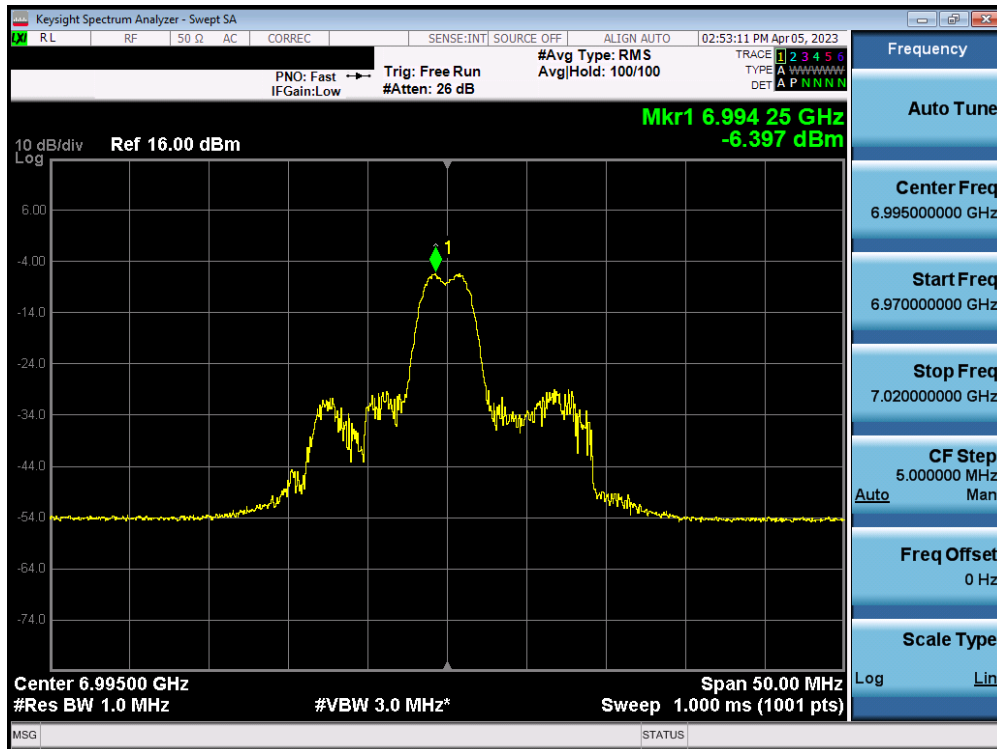 Keysight Spectrum Analyzer - Swept SA
LXI RL RF 50 Ω AC CORREC SENSE:INT SOURCE OFF ALIGN AUTO 02:53:11 PM Apr 05, 2023
PNO: Fast Trig: Free Run #Avg Type: RMS TRACE 1 2 3 4 5 6
IFGain:Low #Atten: 26 dB Avg|Hold: 100/100 TYPE A WWWWW
DET A P N N N N
Mkr1 6.994 25 GHz
-6.397 dBm
10 dB/div Ref 16.00 dBm
Log
6.00
1
-4.00
-14.0
-24.0
-34.0
-44.0
-54.0
-64.0
-74.0
Center 6.99500 GHz Span 50.00 MHz
#Res BW 1.0 MHz #VBW 3.0 MHz* Sweep 1.000 ms (1001 pts)
MSG STATUS
Frequency
Auto Tune
Center Freq
6.995000000 GHz
Start Freq
6.970000000 GHz
Stop Freq
7.020000000 GHz
CF Step
5.000000 MHz
Auto Man
Freq Offset
0 Hz
Scale Type
Log Lin